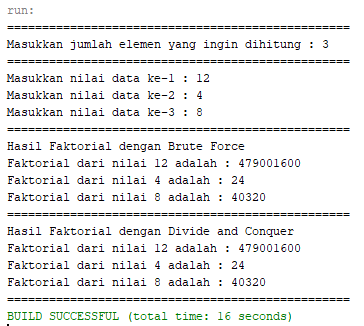 run:
==================================================
Masukkan jumlah elemen yang ingin dihitung : 3
==================================================
Masukkan nilai data ke-1 : 12
Masukkan nilai data ke-2 : 4
Masukkan nilai data ke-3 : 8
==================================================
Hasil Faktorial dengan Brute Force
Faktorial dari nilai 12 adalah : 479001600
Faktorial dari nilai 4 adalah : 24
Faktorial dari nilai 8 adalah : 40320
==================================================
Hasil Faktorial dengan Divide and Conquer
Faktorial dari nilai 12 adalah : 479001600
Faktorial dari nilai 4 adalah : 24
Faktorial dari nilai 8 adalah : 40320
==================================================
BUILD SUCCESSFUL (total time: 16 seconds)